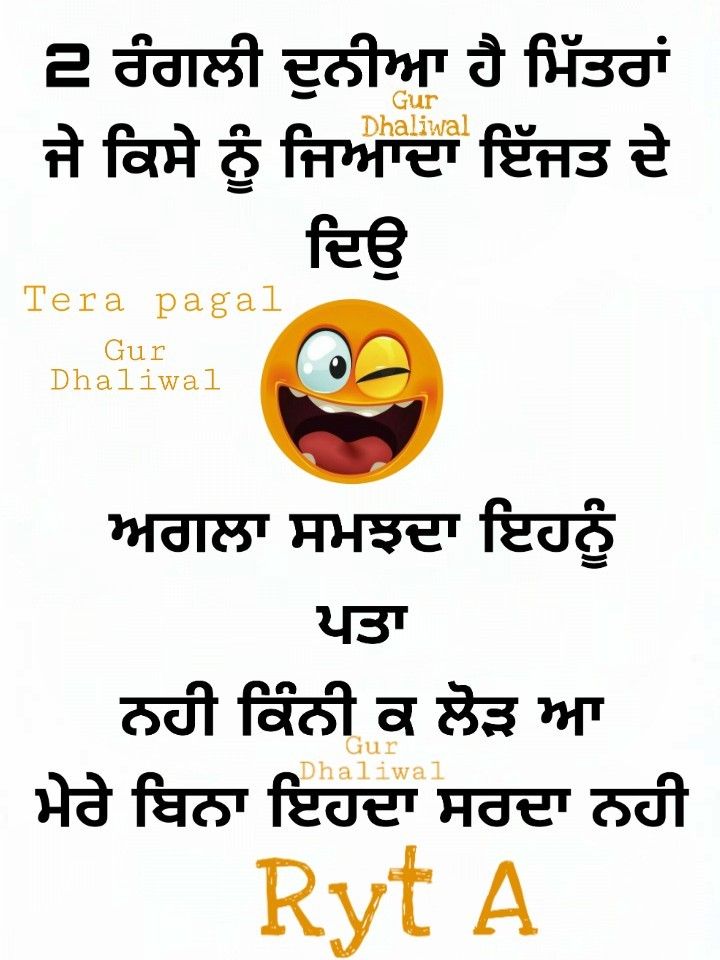 2 ਰੰਗਲੀ ਦੁਨੀਆ ਹੈ ਮਿੱਤਰਾਂ
Gur
Dhaliwal
ਜੇ ਕਿਸੇ ਨੂੰ ਜਿਆਦਾ ਇੱਜਤ ਦੇ
ਦਿਉ
Tera pagal
Gur
Dhaliwal
ਅਗਲਾ ਸਮਝਦਾ ਇਹਨੂੰ
ਪਤਾ
ਨਹੀ ਕਿੰਨੀ ਕ ਲੋੜ ਆ
Gur
Dhaliwal
ਮੇਰੇ ਬਿਨਾ ਇਹਦਾ ਸਰਦਾ ਨਹੀ
Ryt A